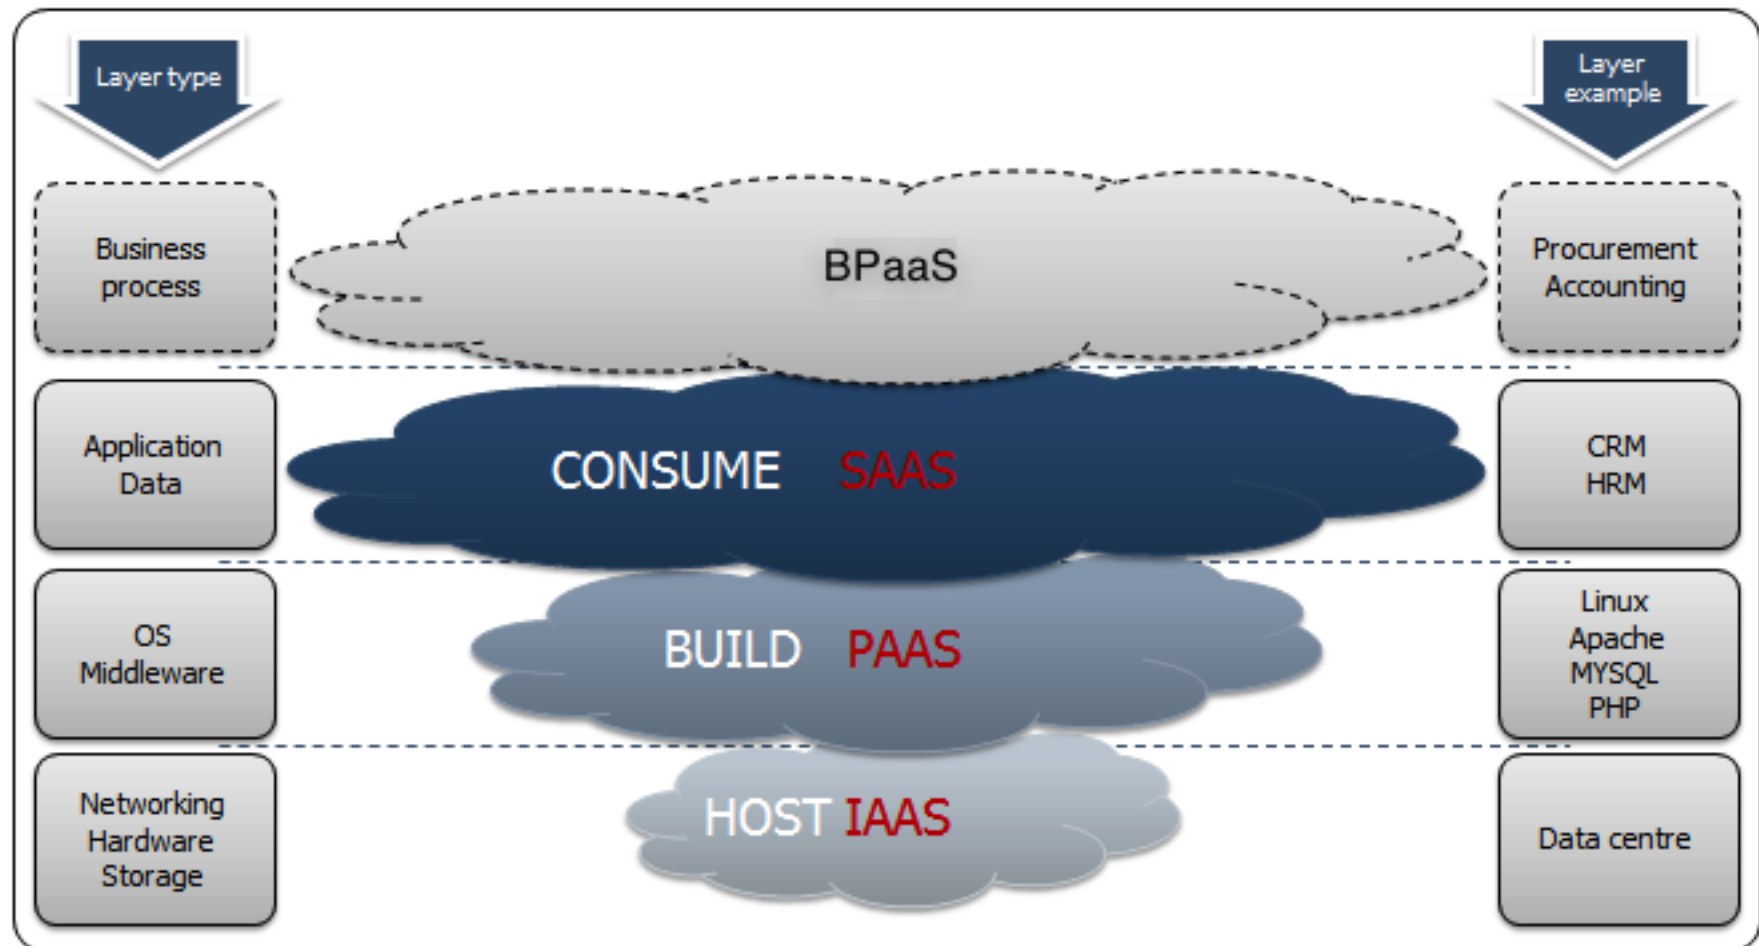 Layer type
Layer
example
Business
process
BPaaS
Procurement
Accounting
Application
Data
CONSUME SAAS
CRM
HRM
OS
Middleware
BUILD PAAS
Linux
Apache
MYSQL
PHP
Networking
Hardware
Storage
HOST IAAS
Data centre